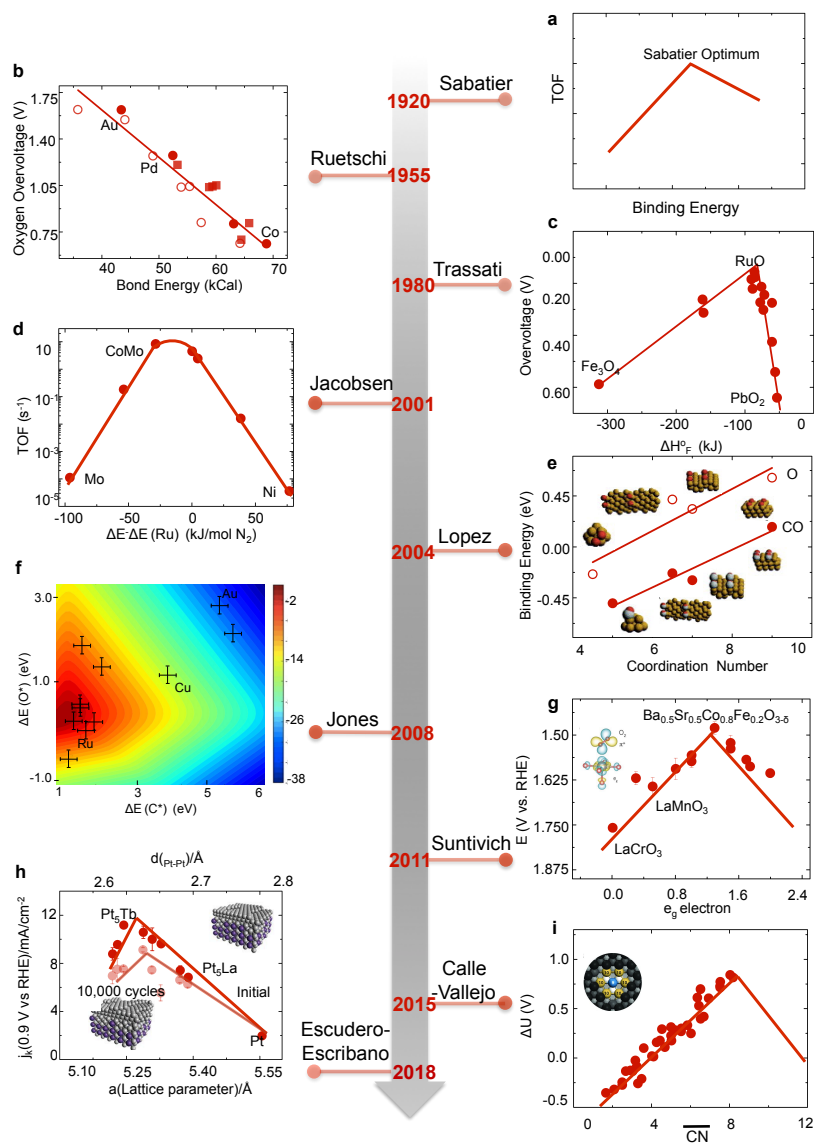 a
Sabatier Optimum
TOF
Binding Energy
b
1.75
1.40
1.05
0.75
Oxygen Overvoltage (V)
Au
Pd
Co
40
50
60
70
Bond Energy (kCal)
Sabatier
1920
Ruetschi
1955
Trassati
1980
Jacobsen
2001
Lopez
2004
Jones
2008
Suntivich
2011
Calle
-Vallejo
2015
Escudero-
Escribano
2018
c
0.00
0.20
0.40
0.60
Overvoltage (V)
RuO
Fe₃O₄
PbO₂
-300
-200
-100
0
ΔH°F (kJ)
d
10
10⁻¹
10⁻³
10⁻⁵
TOF (s⁻¹)
CoMo
Mo
Ni
-100
-50
0
50
ΔE-ΔE (Ru) (kJ/mol N₂)
e
0.45
0.00
-0.45
Binding Energy (eV)
O
CO
4
6
8
10
Coordination Number
f
3.0
1.0
-1.0
ΔE (O*) (eV)
Au
Cu
Ru
-2
-14
-26
-38
1
2
3
4
5
6
ΔE (C*) (eV)
g
Ba₀.₅Sr₀.₅Co₀.₈Fe₀.₂O₃₋δ
1.50
1.625
1.750
1.875
E (V vs. RHE)
LaMnO₃
LaCrO₃
0.0
0.8
1.6
2.4
eg electron
h
d(Pt-Pt)/Å
2.6
2.7
2.8
12
8
4
0
jk(0.9 V vs RHE)/mA/cm⁻²
Pt₅Tb
Pt₅La
10,000 cycles
Initial
Pt
5.10
5.25
5.40
5.55
a(Lattice parameter)/Å
i
1.0
0.5
0.0
-0.5
ΔU (V)
0
4
8
12
CN